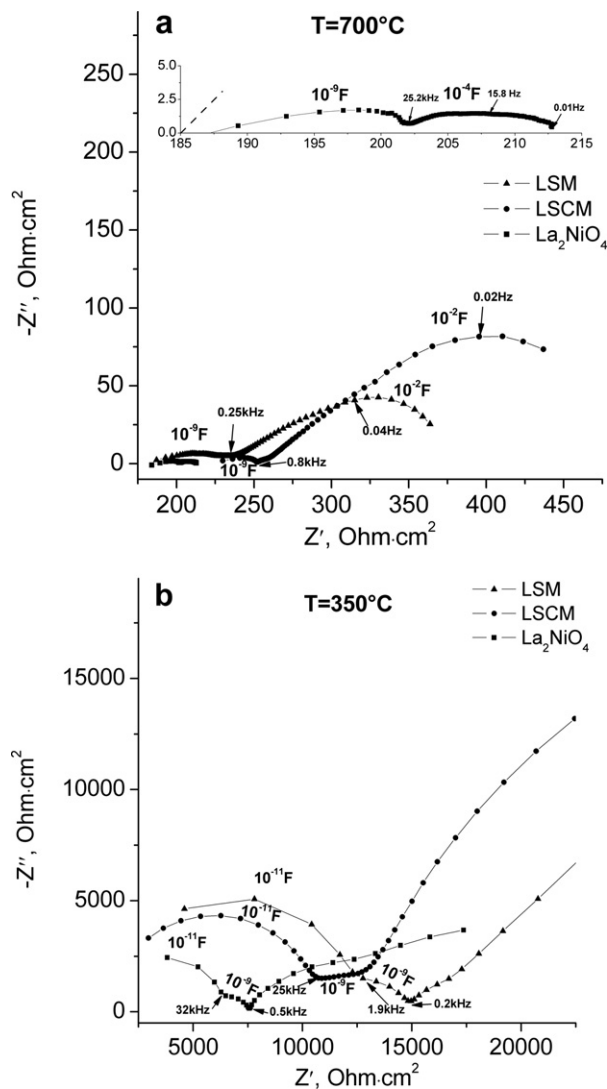 a
T=700°C
250
200
150
100
50
0
-Z″, Ohm·cm²
5.0
2.5
0.0
185 190 195 200 205 210 215
10⁻⁹F
25.2kHz
10⁻⁴F
15.8 Hz
0.01Hz
LSM
LSCM
La₂NiO₄
10⁻²F
0.02Hz
10⁻²F
0.04Hz
10⁻⁹F
0.25kHz
10⁻⁹F
0.8kHz
200 250 300 350 400 450
Z′, Ohm·cm²
b
T=350°C
LSM
LSCM
La₂NiO₄
15000
10000
5000
0
-Z″, Ohm·cm²
10⁻¹¹F
10⁻¹¹F
10⁻¹¹F
10⁻⁹F
25kHz
10⁻⁹F
10⁻⁹F
32kHz
0.5kHz
1.9kHz
0.2kHz
5000 10000 15000 20000
Z′, Ohm·cm²